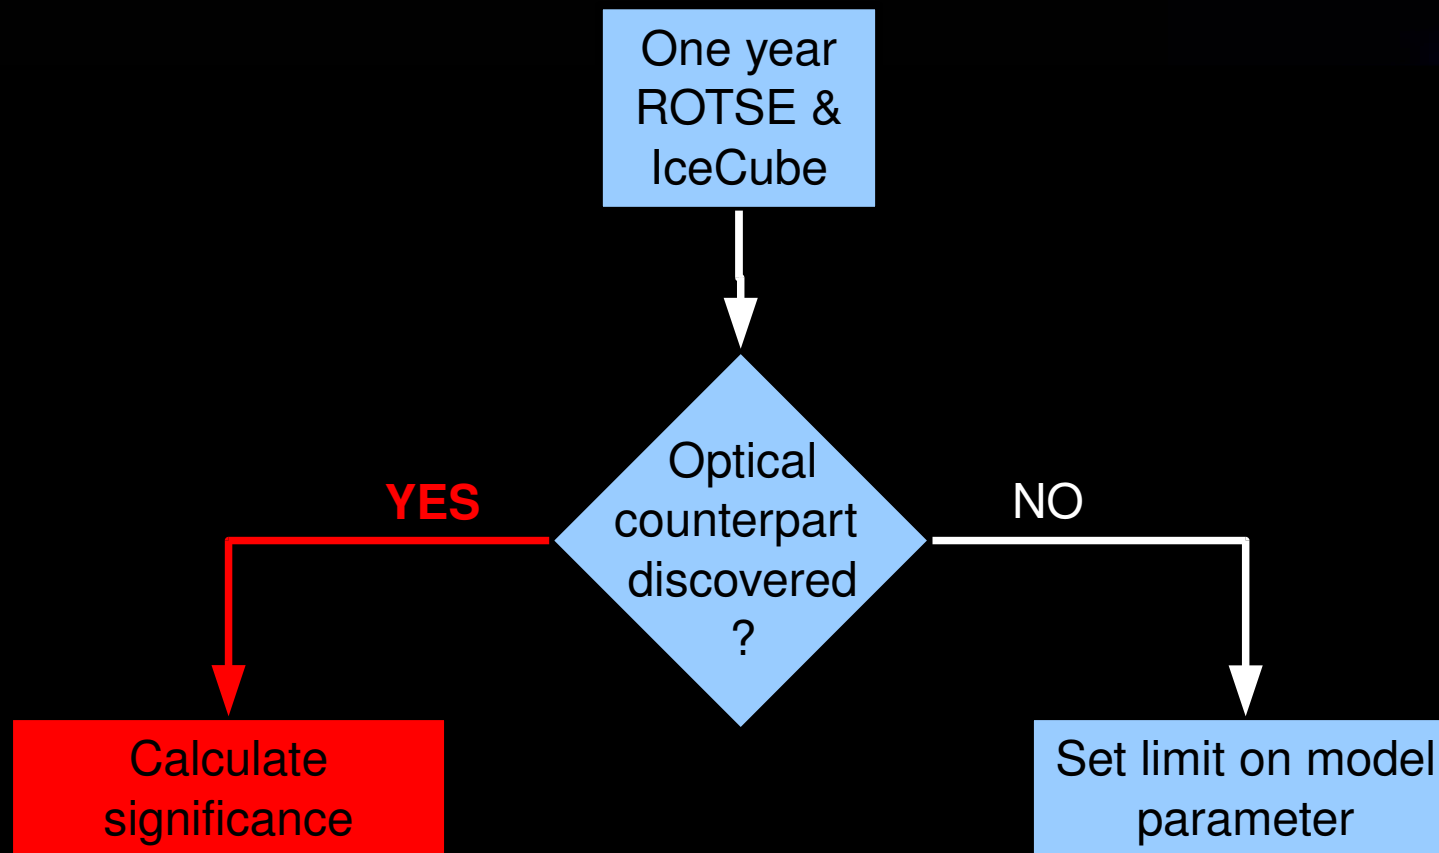 One year
ROTSE &
IceCube
Optical
counterpart
discovered
?
YES
NO
Calculate
significance
Set limit on model
parameter